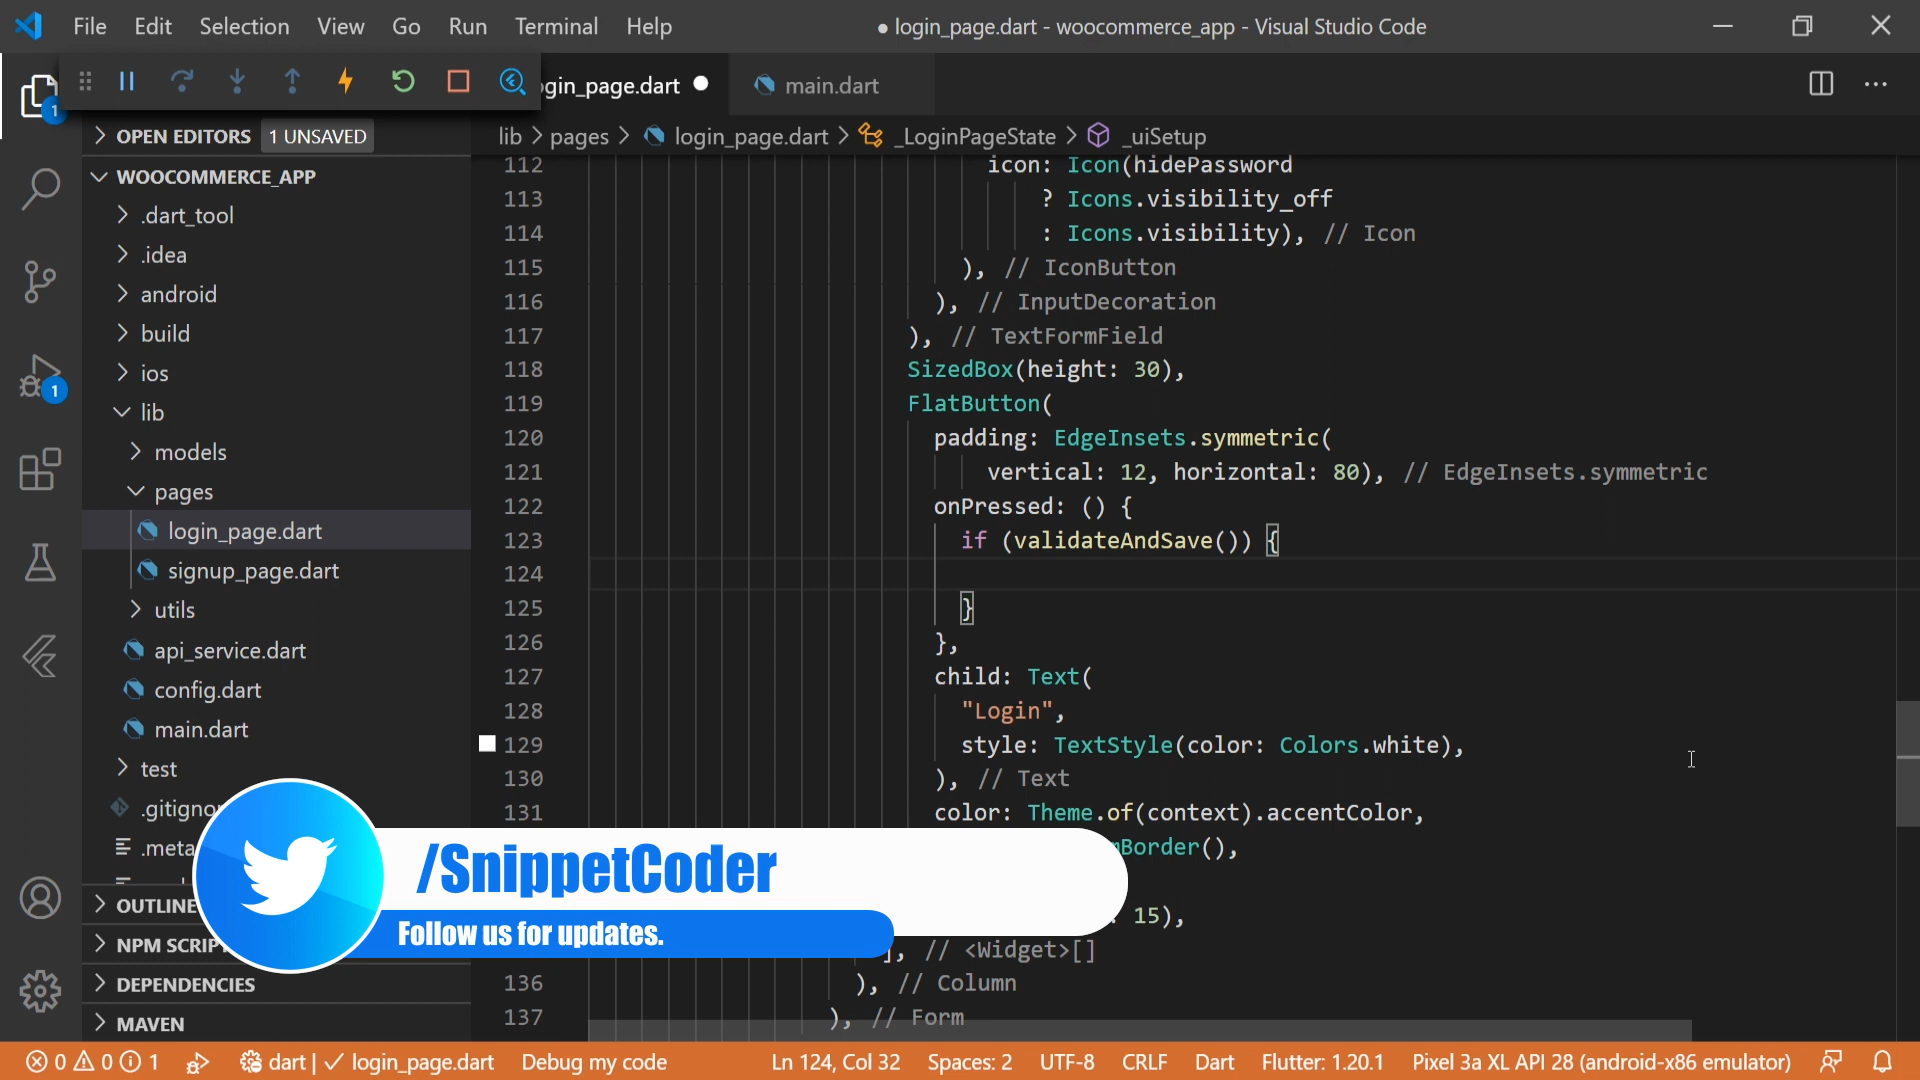 File Edit Selection View Go Run Terminal Help
● login_page.dart - woocommerce_app - Visual Studio Code
gin_page.dart
main.dart
1
OPEN EDITORS 1 UNSAVED
lib > pages > login_page.dart > _LoginPageState > _uiSetup
WOOCOMMERCE_APP
.dart_tool
.idea
android
build
ios
1
lib
models
pages
login_page.dart
signup_page.dart
utils
api_service.dart
config.dart
main.dart
test
.gitigno
.meta
OUTLINE
NPM SCRIP
DEPENDENCIES
MAVEN
112 icon: Icon(hidePassword
113 ? Icons.visibility_off
114 : Icons.visibility), // Icon
115 ), // IconButton
116 ), // InputDecoration
117 ), // TextFormField
118 SizedBox(height: 30),
119 FlatButton(
120 padding: EdgeInsets.symmetric(
121 vertical: 12, horizontal: 80), // EdgeInsets.symmetric
122 onPressed: () {
123 if (validateAndSave()) {
124
125 }
126 },
127 child: Text(
128 "Login",
129 style: TextStyle(color: Colors.white),
130 ), // Text
131 color: Theme.of(context).accentColor,
Border(),
15),
], // <Widget>[]
136 ), // Column
137 ), // Form
/SnippetCoder
Follow us for updates.
0 0 1 dart | ✓ login_page.dart Debug my code Ln 124, Col 32 Spaces: 2 UTF-8 CRLF Dart Flutter: 1.20.1 Pixel 3a XL API 28 (android-x86 emulator)